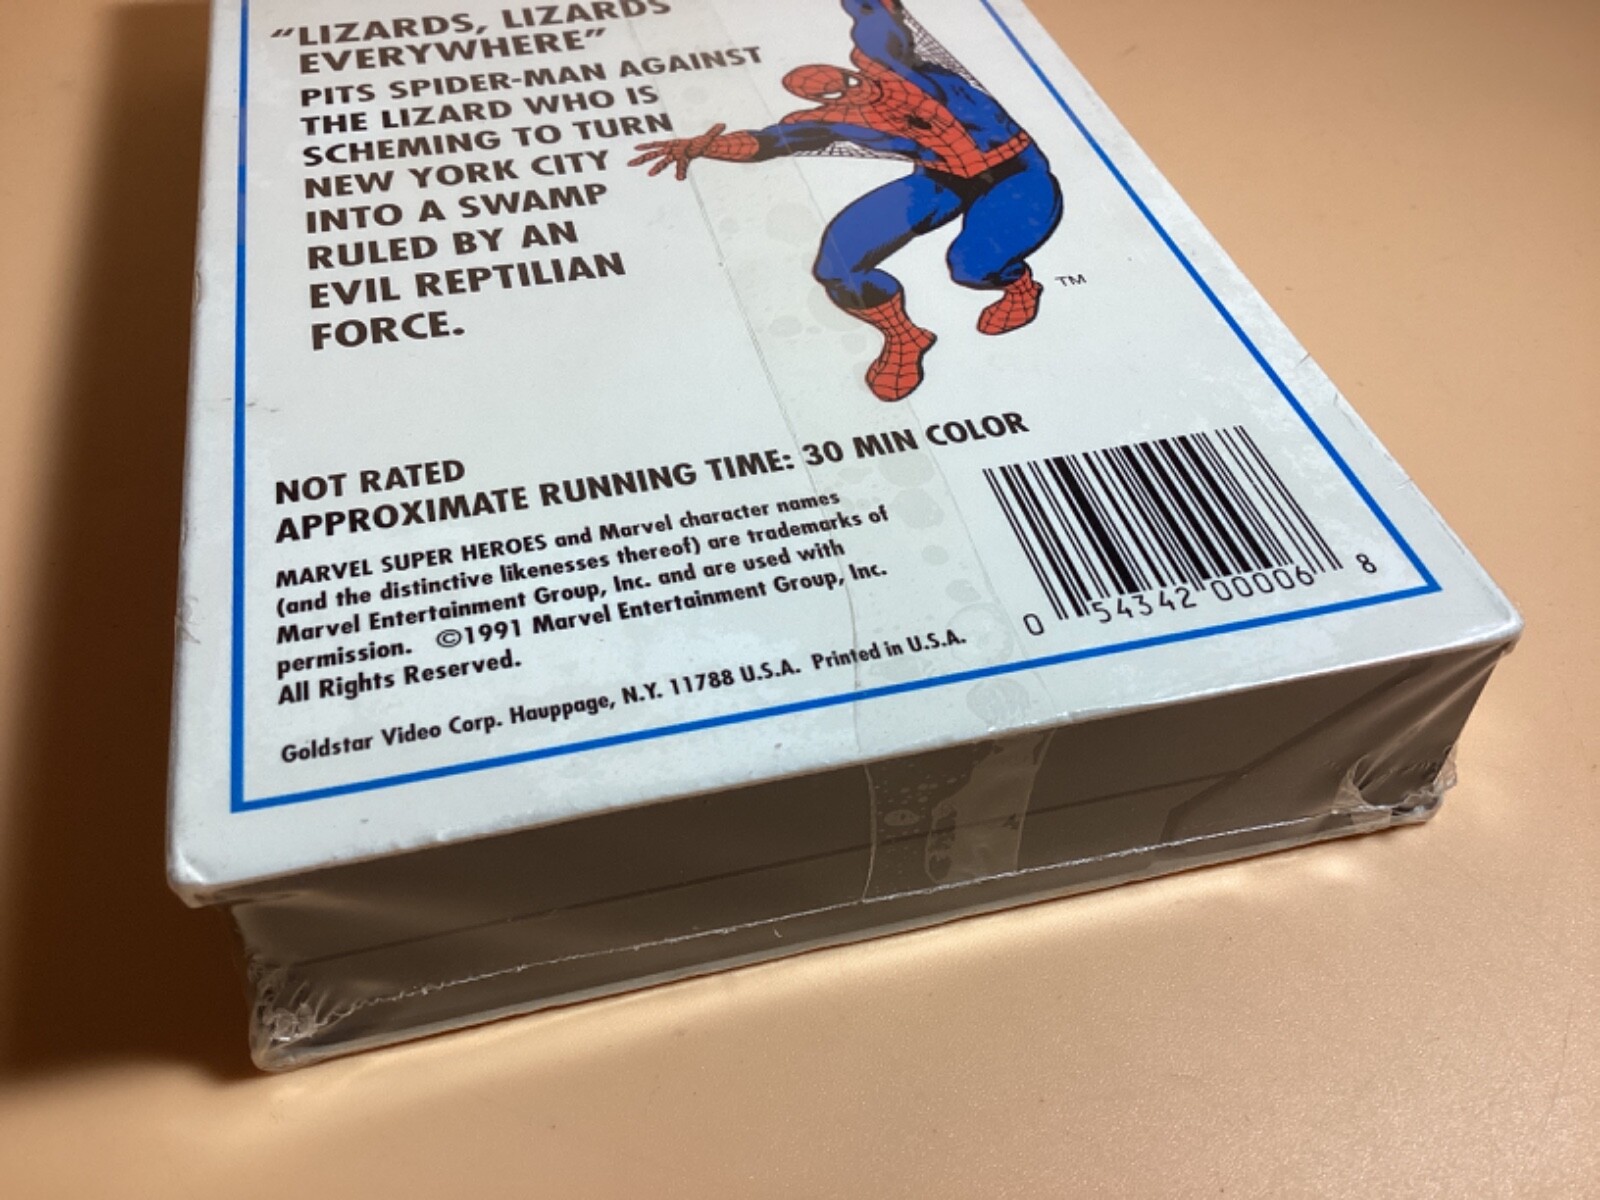 "LIZARDS, LIZARDS
EVERYWHERE"
PITS SPIDER-MAN AGAINST
THE LIZARD WHO IS
SCHEMING TO TURN
NEW YORK CITY
INTO A SWAMP
RULED BY AN
EVIL REPTILIAN
FORCE.
TM
NOT RATED
APPROXIMATE RUNNING TIME: 30 MIN COLOR
MARVEL SUPER HEROES and Marvel character names
(and the distinctive likenesses thereof) are trademarks of
Marvel Entertainment Group, Inc. and are used with
permission. ©1991 Marvel Entertainment Group, Inc.
All Rights Reserved.
Goldstar Video Corp. Hauppage, N.Y. 11788 U.S.A. Printed in U.S.A.
0 54342 00006 8